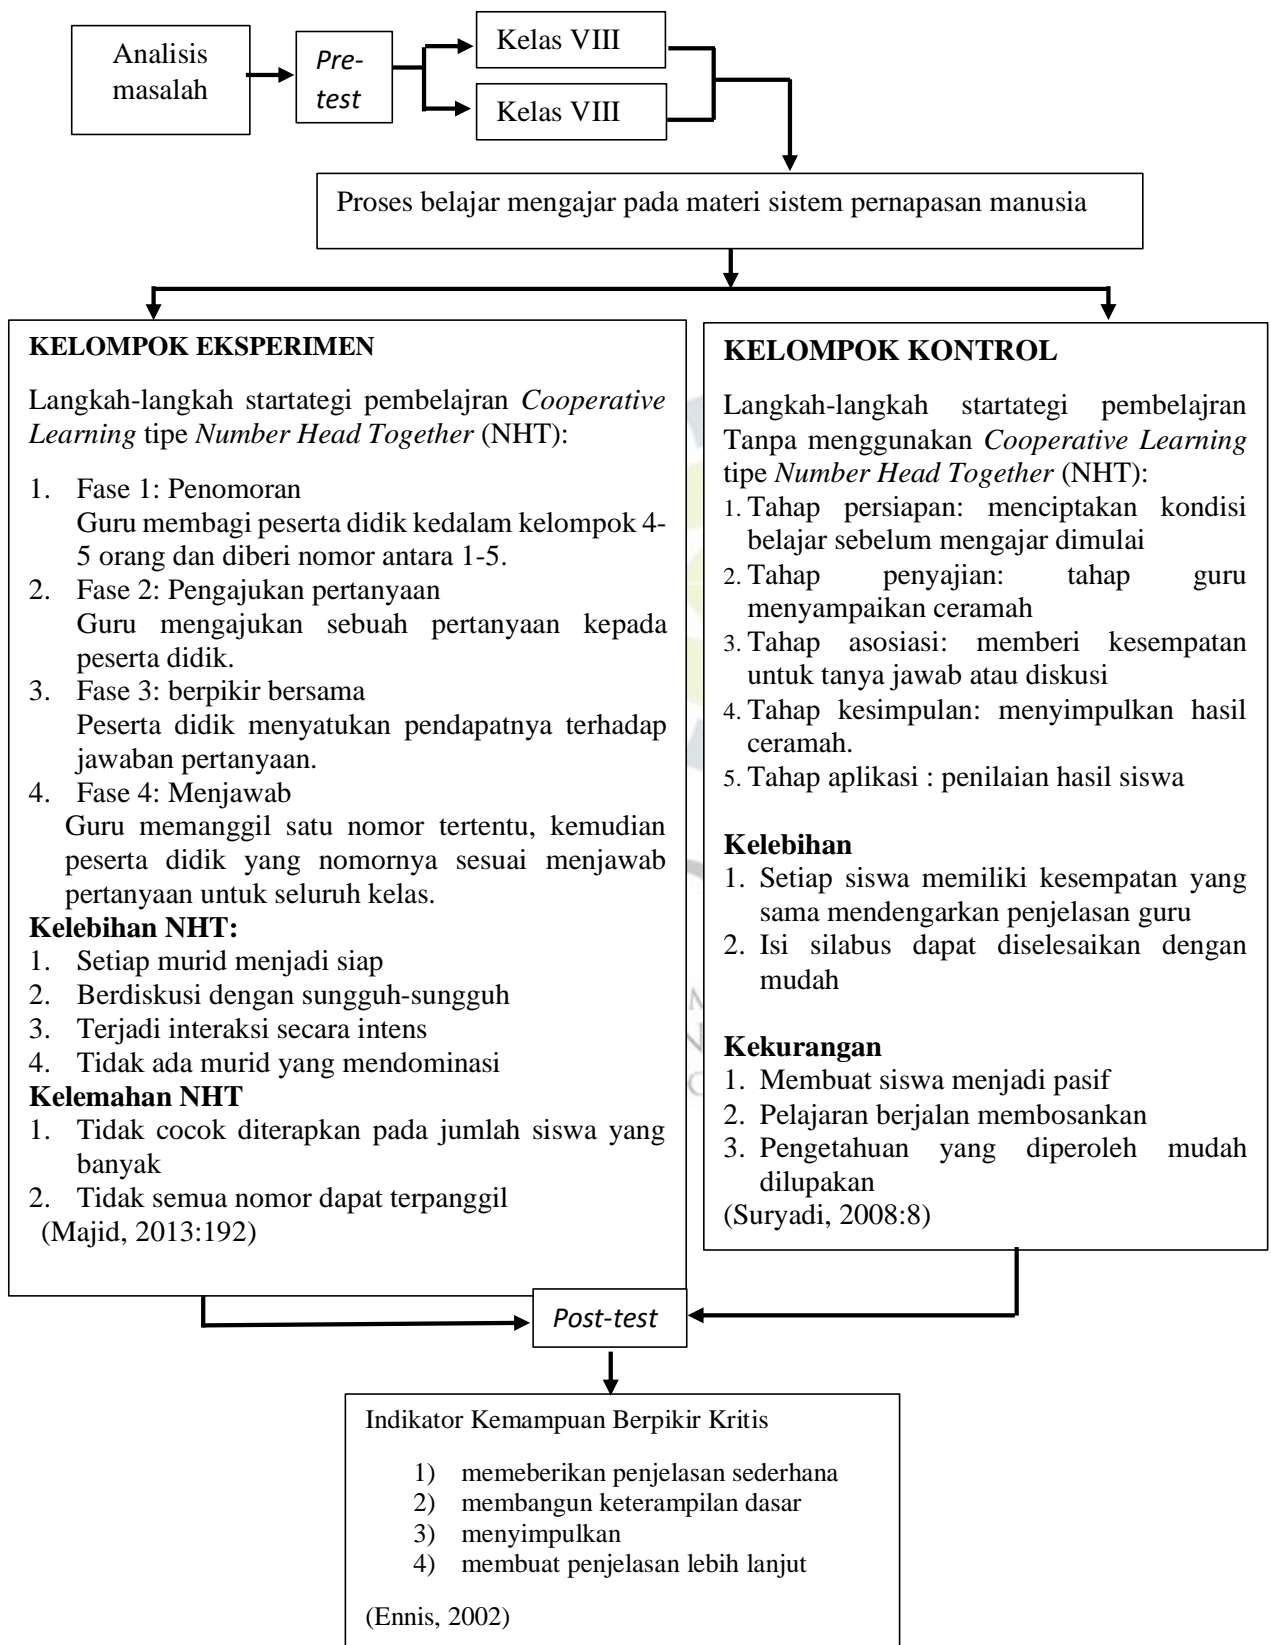 Analisis
masalah
Pre-
test
Kelas VIII
Kelas VIII
Proses belajar mengajar pada materi sistem pernapasan manusia
KELOMPOK EKSPERIMEN
Langkah-langkah startategi pembelajran Cooperative
Learning tipe Number Head Together (NHT):
1. Fase 1: Penomoran
Guru membagi peserta didik kedalam kelompok 4-
5 orang dan diberi nomor antara 1-5.
2. Fase 2: Pengajukan pertanyaan
Guru mengajukan sebuah pertanyaan kepada
peserta didik.
3. Fase 3: berpikir bersama
Peserta didik menyatukan pendapatnya terhadap
jawaban pertanyaan.
4. Fase 4: Menjawab
Guru memanggil satu nomor tertentu, kemudian
peserta didik yang nomornya sesuai menjawab
pertanyaan untuk seluruh kelas.
Kelebihan NHT:
1. Setiap murid menjadi siap
2. Berdiskusi dengan sungguh-sungguh
3. Terjadi interaksi secara intens
4. Tidak ada murid yang mendominasi
Kelemahan NHT
1. Tidak cocok diterapkan pada jumlah siswa yang
banyak
2. Tidak semua nomor dapat terpanggil
(Majid, 2013:192)
KELOMPOK KONTROL
Langkah-langkah startategi pembelajran
Tanpa menggunakan Cooperative Learning
tipe Number Head Together (NHT):
1. Tahap persiapan: menciptakan kondisi
belajar sebelum mengajar dimulai
2. Tahap penyajian: tahap guru
menyampaikan ceramah
3. Tahap asosiasi: memberi kesempatan
untuk tanya jawab atau diskusi
4. Tahap kesimpulan: menyimpulkan hasil
ceramah.
5. Tahap aplikasi : penilaian hasil siswa
Kelebihan
1. Setiap siswa memiliki kesempatan yang
sama mendengarkan penjelasan guru
2. Isi silabus dapat diselesaikan dengan
mudah
Kekurangan
1. Membuat siswa menjadi pasif
2. Pelajaran berjalan membosankan
3. Pengetahuan yang diperoleh mudah
dilupakan
(Suryadi, 2008:8)
Post-test
Indikator Kemampuan Berpikir Kritis
1) memeberikan penjelasan sederhana
2) membangun keterampilan dasar
3) menyimpulkan
4) membuat penjelasan lebih lanjut
(Ennis, 2002)